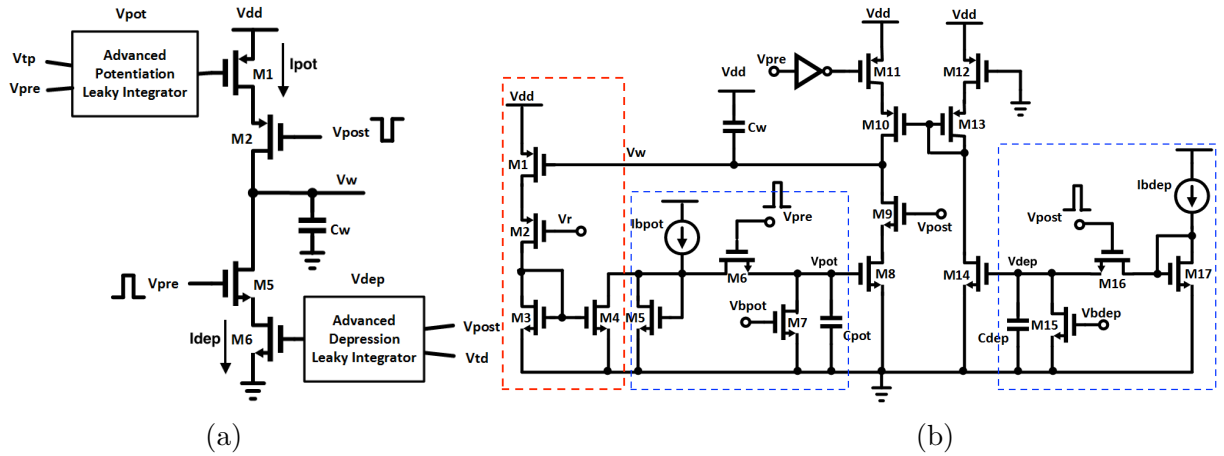 Vpot
Vdd
Vtp
Vpre
Advanced
Potentiation
Leaky Integrator
M1
Ipot
M2
Vpost
Vw
Cw
Vpre
M5
Vdep
Idep
M6
Advanced
Depression
Leaky Integrator
Vpost
Vtd
(a)
Vdd
Vdd
Vpre
M11
M12
Vdd
Cw
M10
M13
Vdd
M1
Vw
M2
Vr
Ibpot
Vpre
M9
Vpost
Vpost
Ibdep
M6
Vpot
M8
M14
Vdep
M16
M17
M3
M4
M5
Vbpot
M7
Cpot
Cdep
M15
Vbdep
(b)